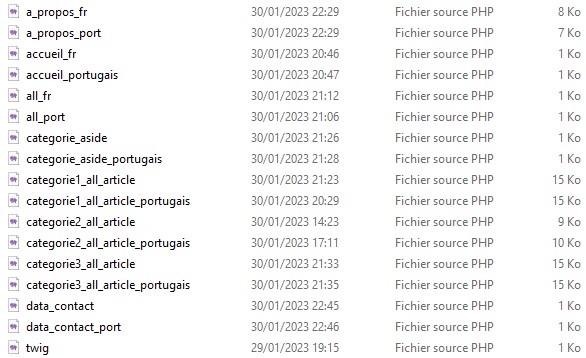 a_propos_fr 30/01/2023 22:29 Fichier source PHP 8 Ko
a_propos_port 30/01/2023 22:29 Fichier source PHP 7 Ko
accueil_fr 30/01/2023 20:46 Fichier source PHP 1 Ko
accueil_portugais 30/01/2023 20:47 Fichier source PHP 1 Ko
all_fr 30/01/2023 21:12 Fichier source PHP 1 Ko
all_port 30/01/2023 21:06 Fichier source PHP 1 Ko
categorie_aside 30/01/2023 21:26 Fichier source PHP 1 Ko
categorie_aside_portugais 30/01/2023 21:28 Fichier source PHP 1 Ko
categorie1_all_article 30/01/2023 21:23 Fichier source PHP 15 Ko
categorie1_all_article_portugais 30/01/2023 20:29 Fichier source PHP 15 Ko
categorie2_all_article 30/01/2023 14:23 Fichier source PHP 9 Ko
categorie2_all_article_portugais 30/01/2023 17:11 Fichier source PHP 10 Ko
categorie3_all_article 30/01/2023 21:33 Fichier source PHP 15 Ko
categorie3_all_article_portugais 30/01/2023 21:35 Fichier source PHP 15 Ko
data_contact 30/01/2023 22:45 Fichier source PHP 1 Ko
data_contact_port 30/01/2023 22:46 Fichier source PHP 1 Ko
twig 29/01/2023 19:15 Fichier source PHP 1 Ko